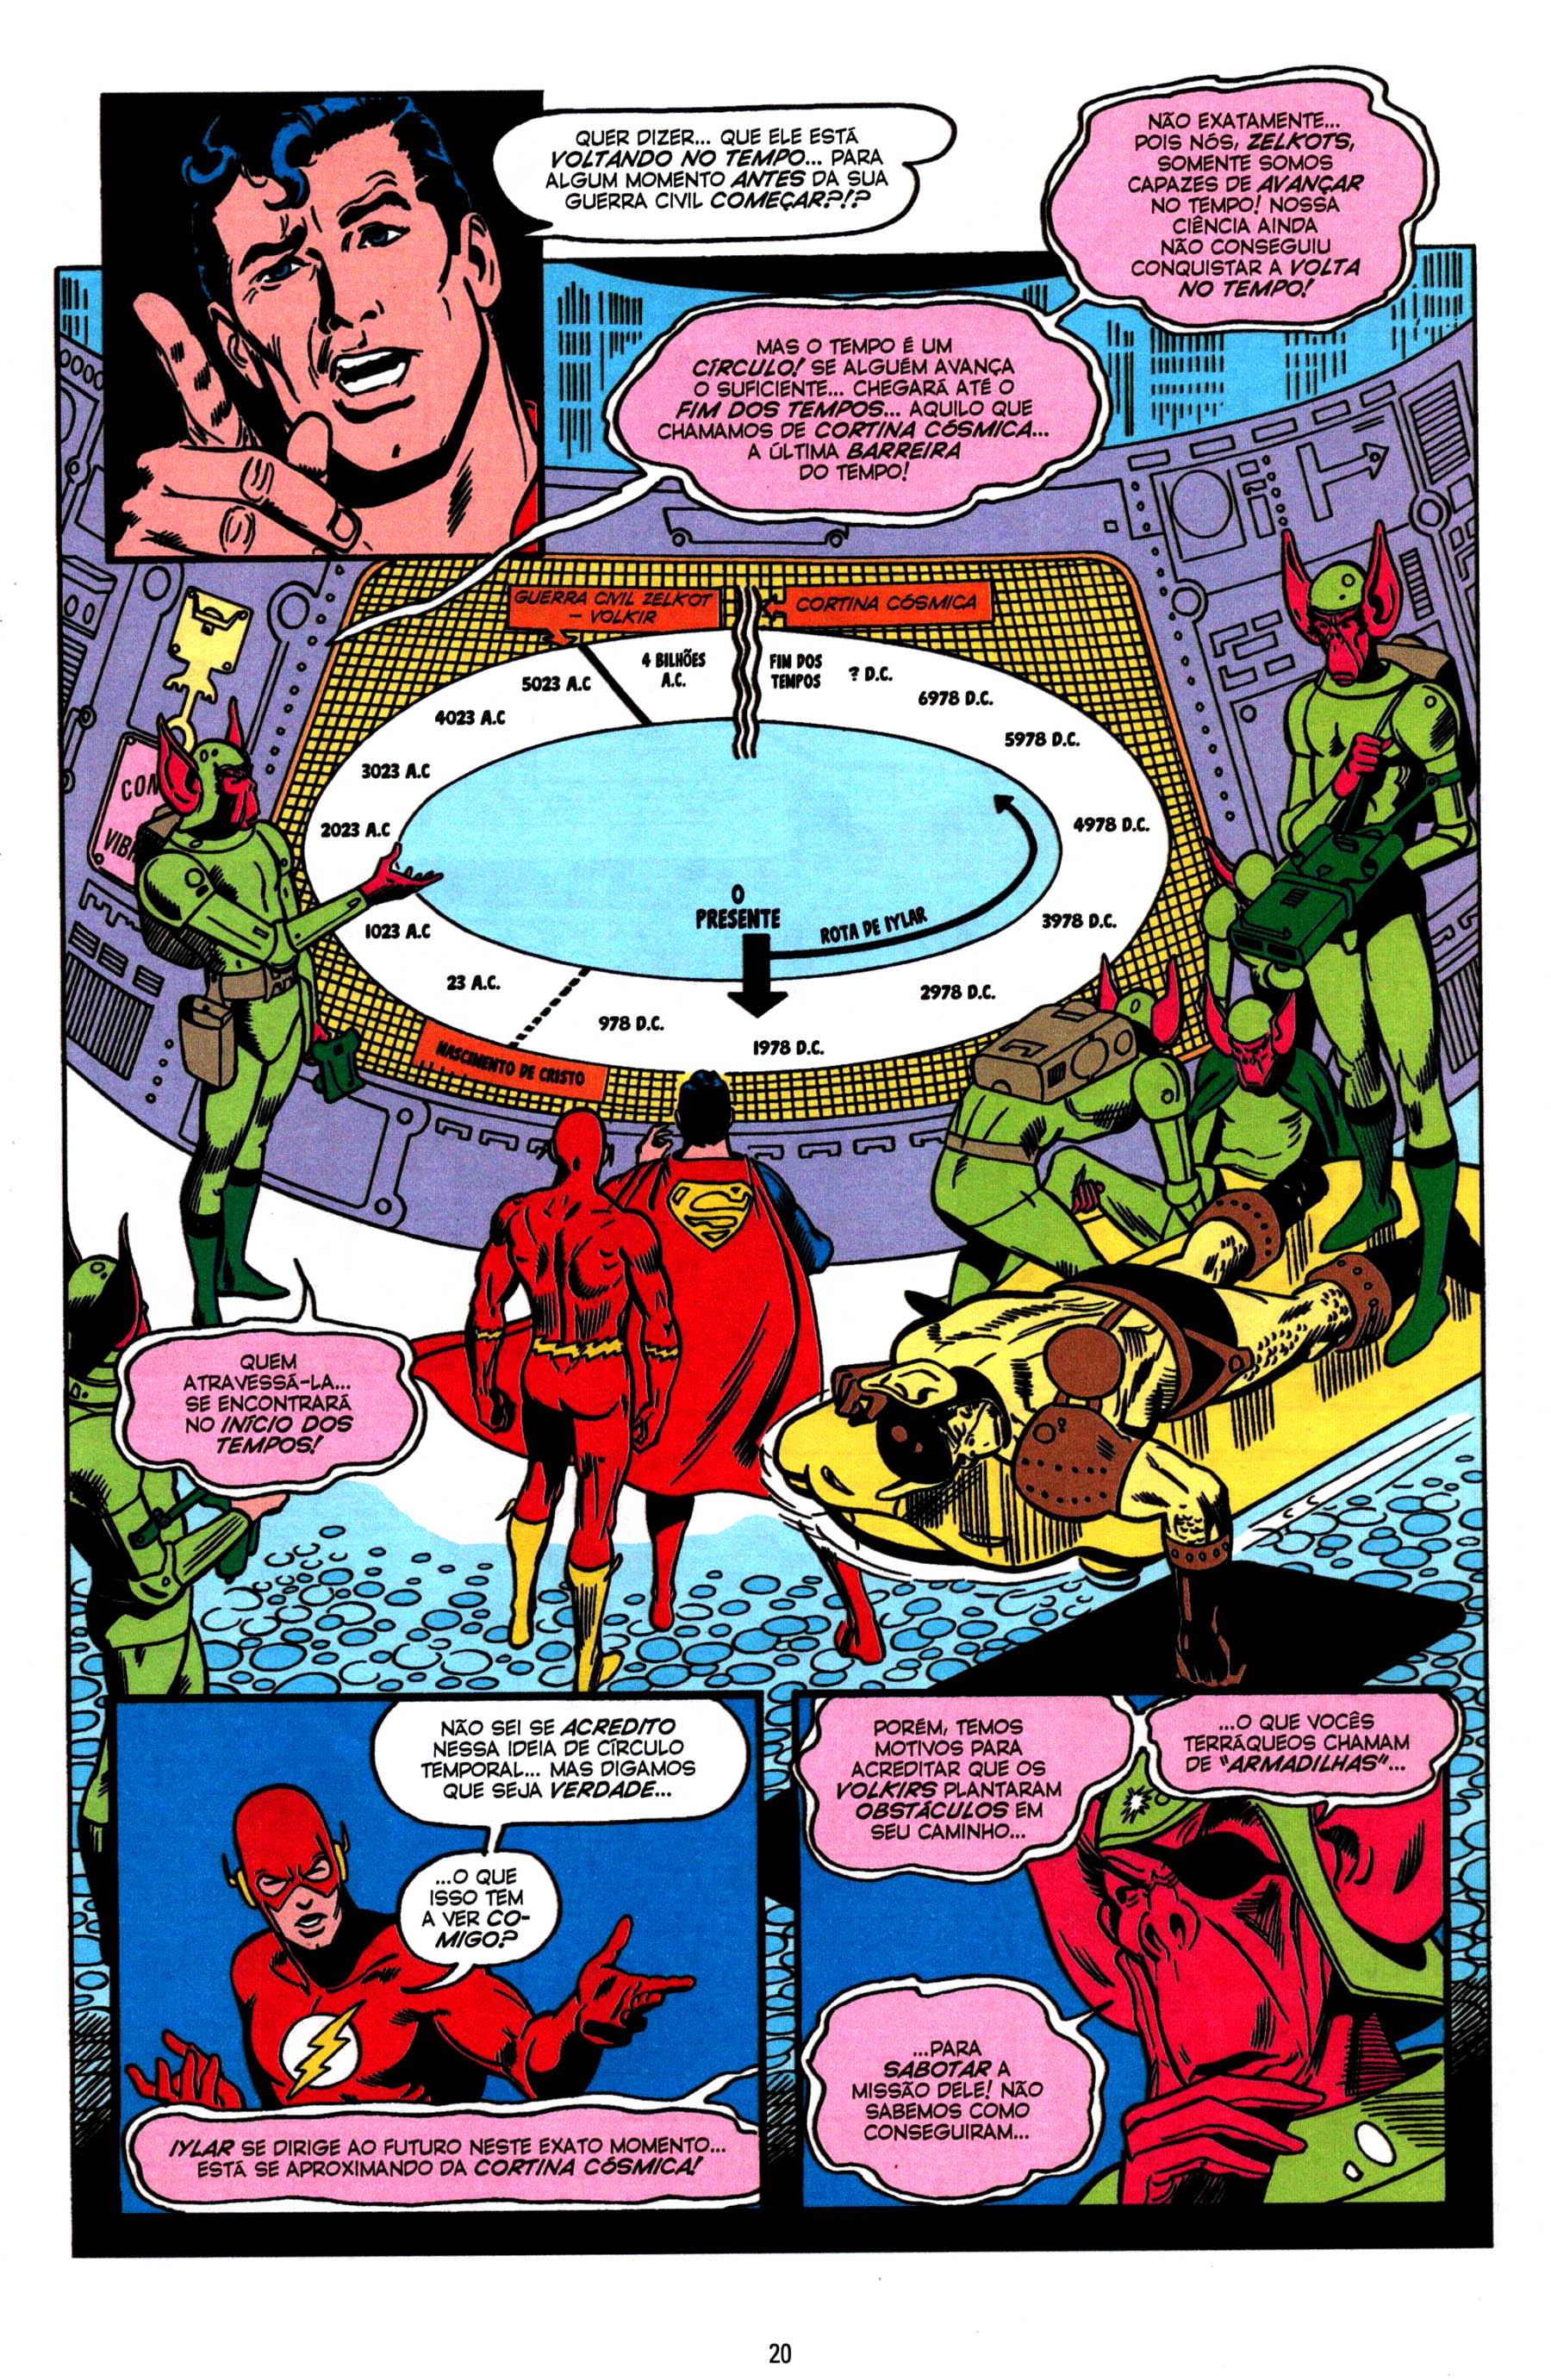 QUER DIZER... QUE ELE ESTÁ
VOLTANDO NO TEMPO... PARA
ALGUM MOMENTO ANTES DA SUA
GUERRA CIVIL COMEÇAR?!?
NÃO EXATAMENTE...
POIS NÓS, ZELKOTS,
SOMENTE SOMOS
CAPAZES DE AVANÇAR
NO TEMPO! NOSSA
CIÊNCIA AINDA
NÃO CONSEGUIU
CONQUISTAR A VOLTA
NO TEMPO!
MAS O TEMPO É UM
CÍRCULO! SE ALGUÉM AVANÇA
O SUFICIENTE... CHEGARÁ ATÉ O
FIM DOS TEMPOS... AQUILO QUE
CHAMAMOS DE CORTINA CÓSMICA...
A ÚLTIMA BARREIRA
DO TEMPO!
GUERRA CIVIL ZELKOT
– VOLKIR
CORTINA CÓSMICA
4 BILHÕES
A.C.
FIM DOS
TEMPOS
? D.C.
5023 A.C
6978 D.C.
4023 A.C
5978 D.C.
3023 A.C
2023 A.C
4978 D.C.
CON
VIB
O
PRESENTE
ROTA DE IYLAR
1023 A.C
3978 D.C.
23 A.C.
2978 D.C.
978 D.C.
1978 D.C.
NASCIMENTO DE CRISTO
QUEM
ATRAVESSÁ-LA...
SE ENCONTRARÁ
NO INÍCIO DOS
TEMPOS!
NÃO SEI SE ACREDITO
NESSA IDEIA DE CÍRCULO
TEMPORAL... MAS DIGAMOS
QUE SEJA VERDADE...
...O QUE
ISSO TEM
A VER CO-
MIGO?
IYLAR SE DIRIGE AO FUTURO NESTE EXATO MOMENTO...
ESTÁ SE APROXIMANDO DA CORTINA CÓSMICA!
PORÉM, TEMOS
MOTIVOS PARA
ACREDITAR QUE OS
VOLKIRS PLANTARAM
OBSTÁCULOS EM
SEU CAMINHO...
...O QUE VOCÊS
TERRÁQUEOS CHAMAM
DE "ARMADILHAS"...
...PARA
SABOTAR A
MISSÃO DELE! NÃO
SABEMOS COMO
CONSEGUIRAM...
20